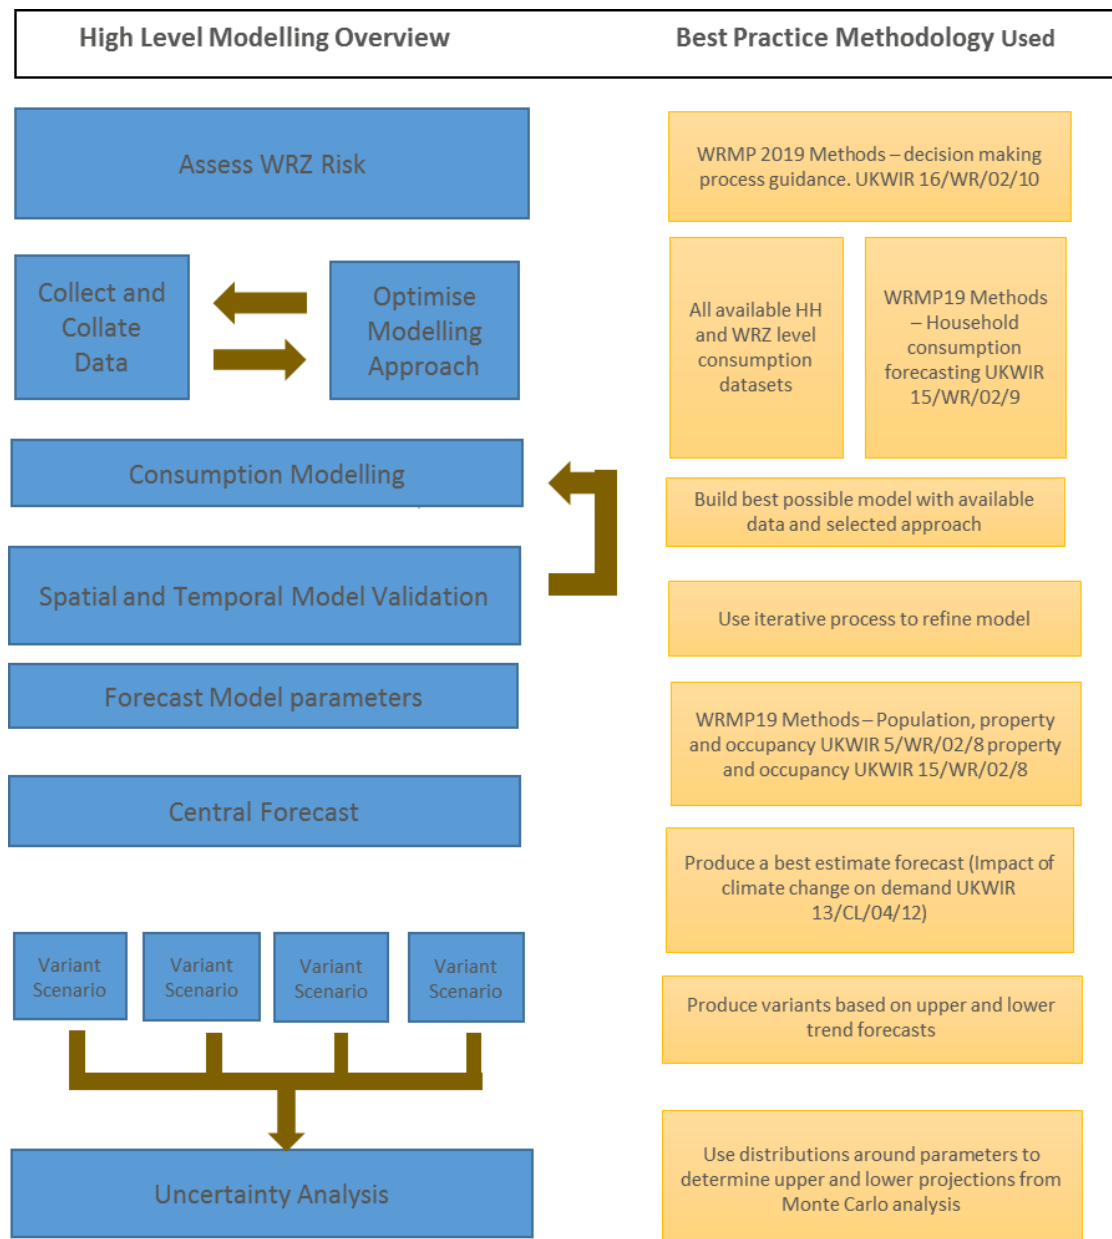 High Level Modelling Overview
Best Practice Methodology Used
Assess WRZ Risk
WRMP 2019 Methods – decision making
process guidance. UKWIR 16/WR/02/10
Collect and
Collate
Data
Optimise
Modelling
Approach
All available HH
and WRZ level
consumption
datasets
WRMP19 Methods
– Household
consumption
forecasting UKWIR
15/WR/02/9
Consumption Modelling
Build best possible model with available
data and selected approach
Spatial and Temporal Model Validation
Use iterative process to refine model
Forecast Model parameters
WRMP19 Methods – Population, property
and occupancy UKWIR 5/WR/02/8 property
and occupancy UKWIR 15/WR/02/8
Central Forecast
Produce a best estimate forecast (Impact of
climate change on demand UKWIR
13/CL/04/12)
Variant
Scenario
Variant
Scenario
Variant
Scenario
Variant
Scenario
Produce variants based on upper and lower
trend forecasts
Uncertainty Analysis
Use distributions around parameters to
determine upper and lower projections from
Monte Carlo analysis